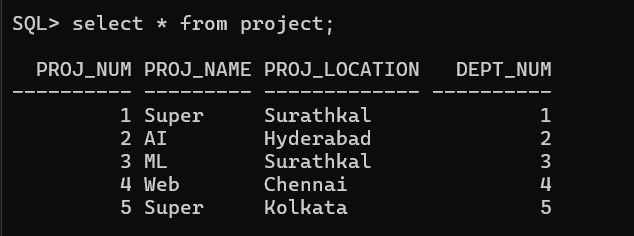 SQL> select * from project;
PROJ_NUM PROJ_NAME PROJ_LOCATION DEPT_NUM
---------- --------- ------------- ----------
1 Super Surathkal 1
2 AI Hyderabad 2
3 ML Surathkal 3
4 Web Chennai 4
5 Super Kolkata 5